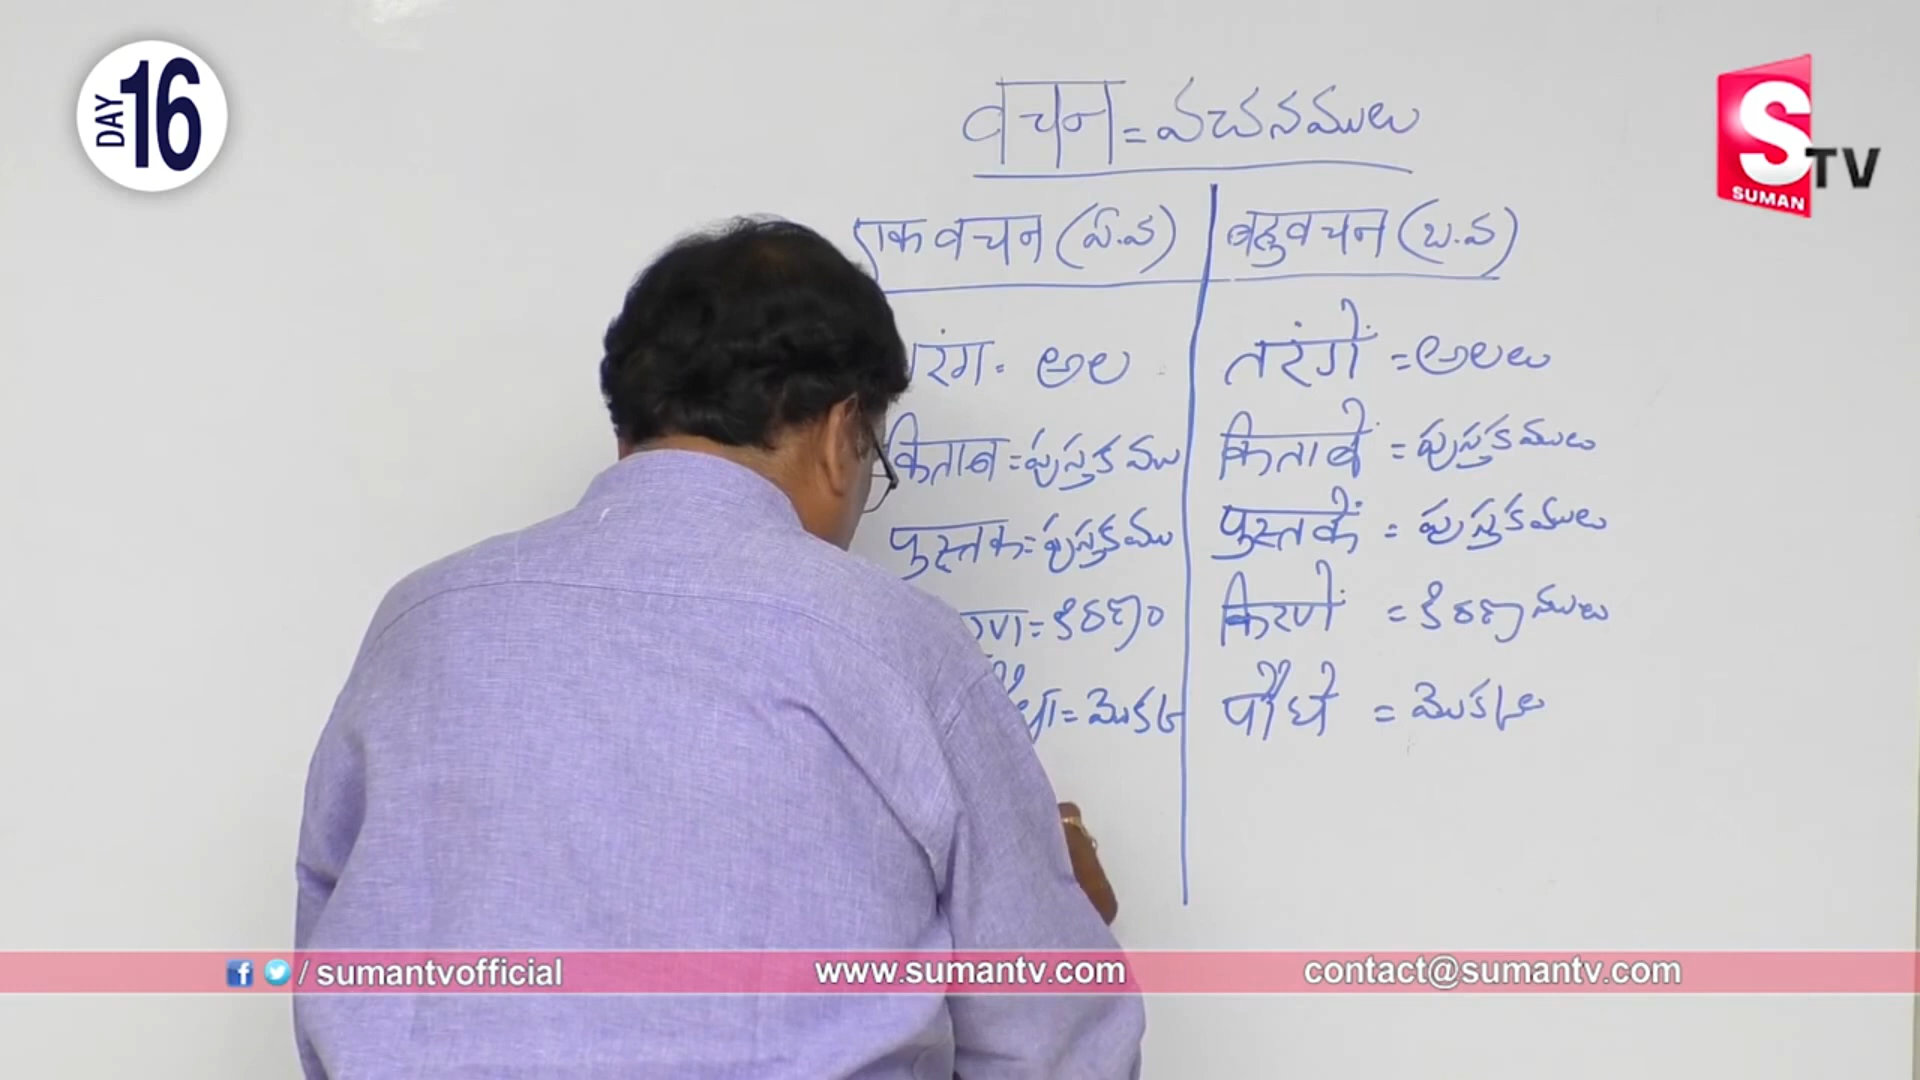 DAY 16
S TV
SUMAN
वचन = వచనములు
एकवचन (ఏ.వ) बहुवचन (బ.వ)
रंग = అల तरंगें = అలలు
किताब = పుస్తకము किताबें = పుస్తకములు
पुस्तक = పుస్తకము पुस्तकें = పుస్తకములు
रण = కిరణం किरणें = కిరణములు
धा = మొక్క पौधे = మొక్కలు
/ sumantvofficial www.sumantv.com contact@sumantv.com